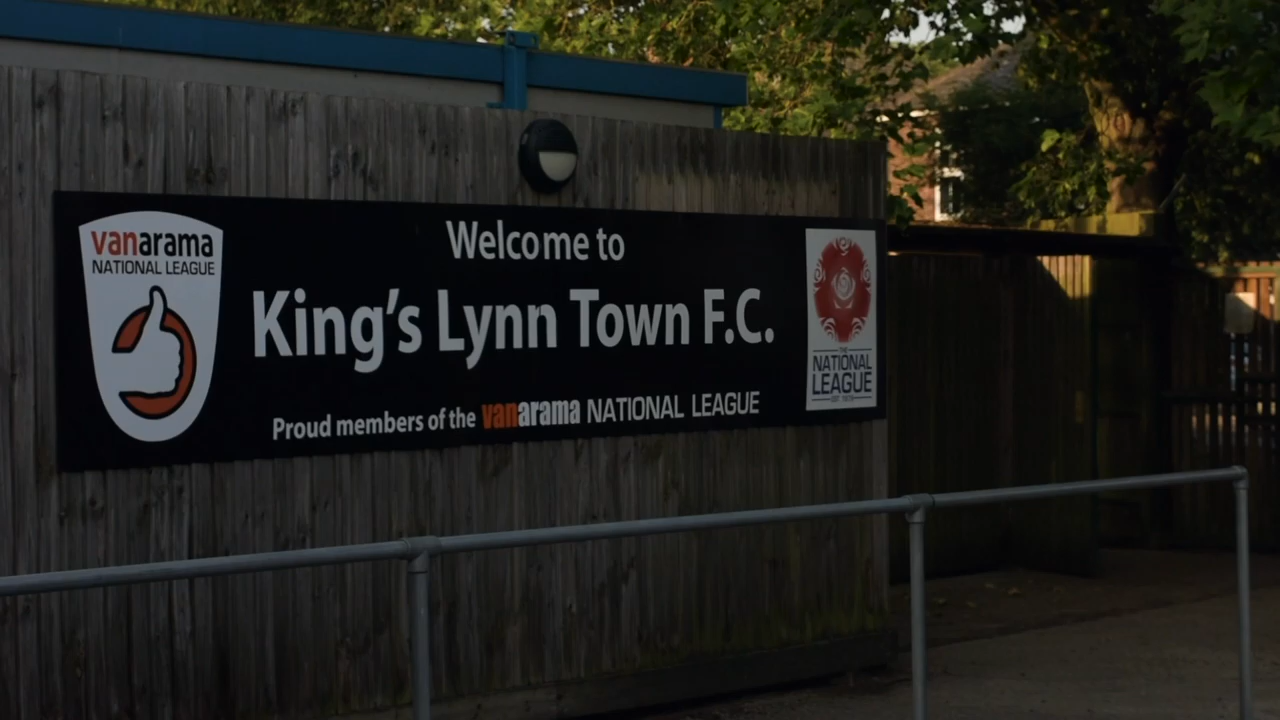 vanarama
NATIONAL LEAGUE
Welcome to
King's Lynn Town F.C.
Proud members of the vanarama NATIONAL LEAGUE
THE
NATIONAL
LEAGUE